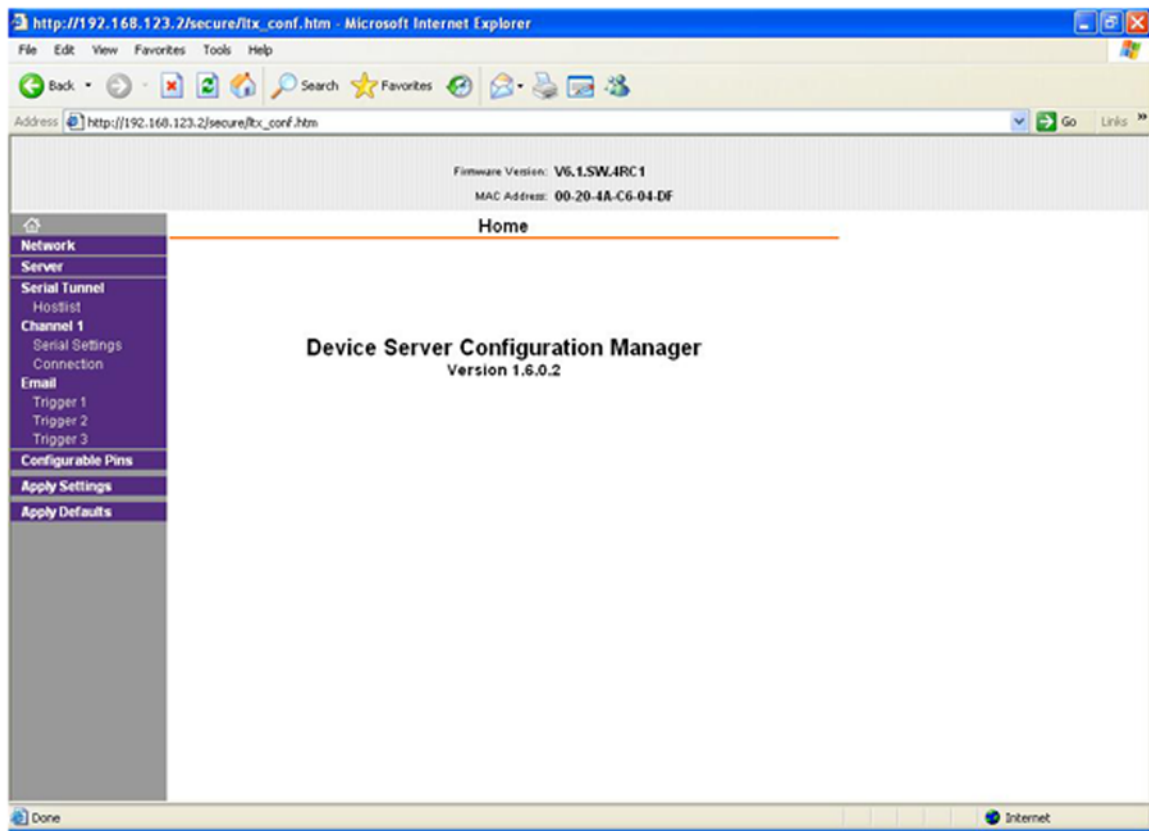 http://192.168.123.2/secure/ltx_conf.htm - Microsoft Internet Explorer
File Edit View Favorites Tools Help
Back Search Favorites
Address http://192.168.123.2/secure/ltx_conf.htm Go Links »
Firmware Version: V6.1.SW.4RC1
MAC Address: 00-20-4A-C6-04-DF
Home
Network
Server
Serial Tunnel
Hostlist
Channel 1
Serial Settings
Connection
Email
Trigger 1
Trigger 2
Trigger 3
Configurable Pins
Apply Settings
Apply Defaults
Device Server Configuration Manager
Version 1.6.0.2
Done Internet